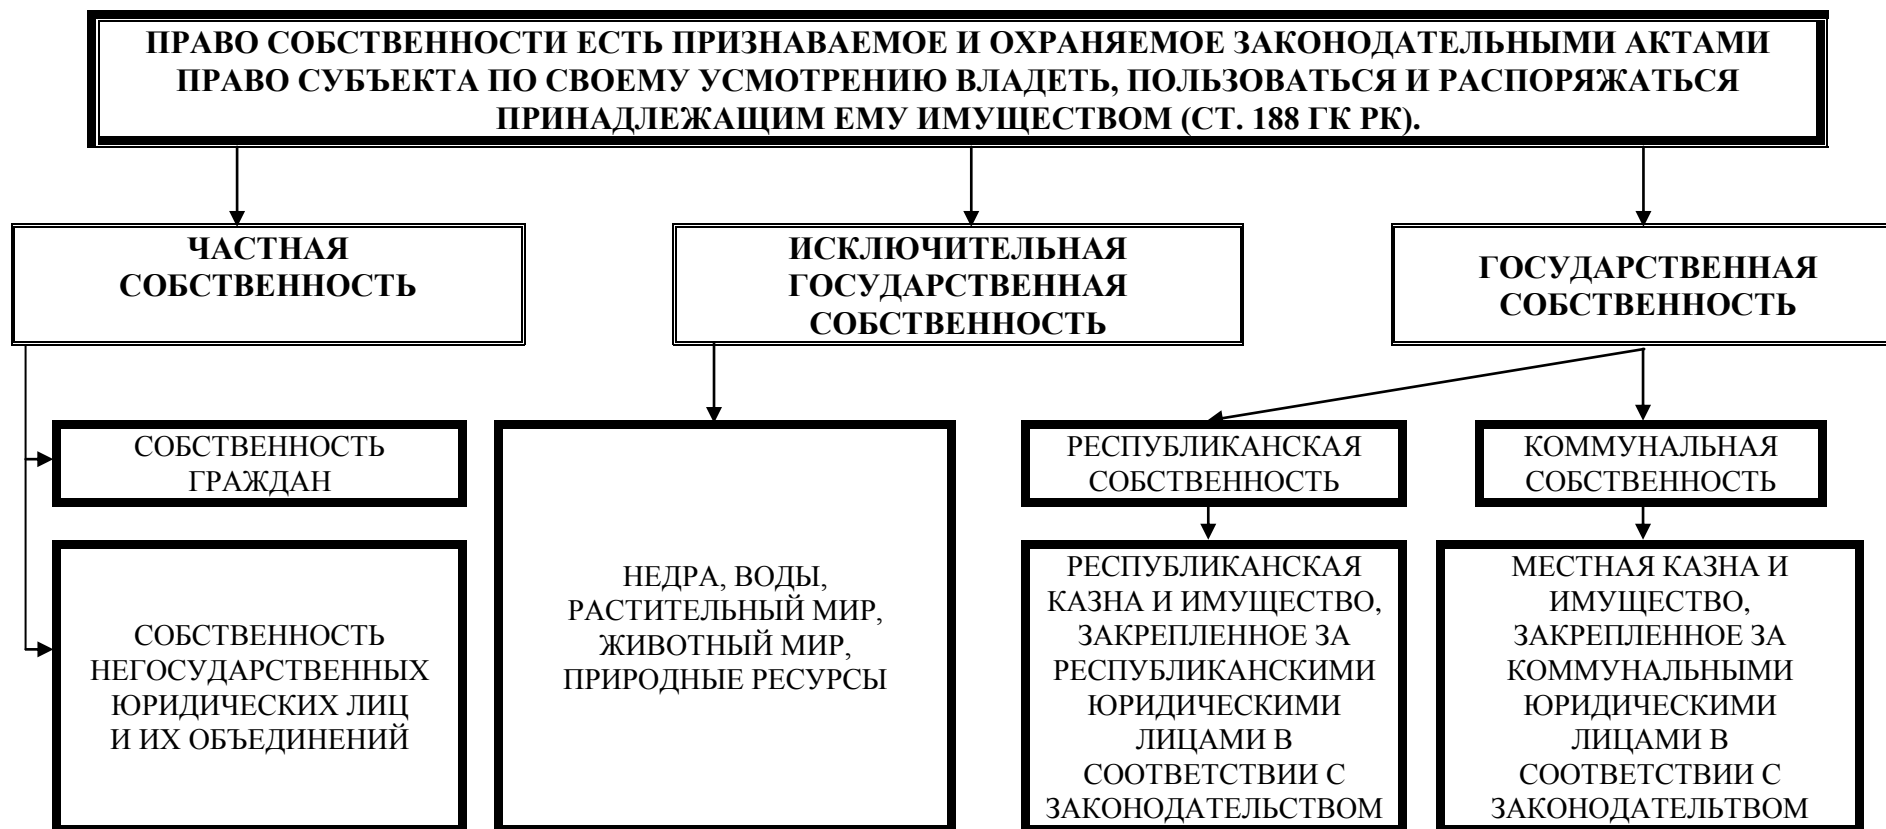 ПРАВО СОБСТВЕННОСТИ ЕСТЬ ПРИЗНАВАЕМОЕ И ОХРАНЯЕМОЕ ЗАКОНОДАТЕЛЬНЫМИ АКТАМИ
ПРАВО СУБЪЕКТА ПО СВОЕМУ УСМОТРЕНИЮ ВЛАДЕТЬ, ПОЛЬЗОВАТЬСЯ И РАСПОРЯЖАТЬСЯ
ПРИНАДЛЕЖАЩИМ ЕМУ ИМУЩЕСТВОМ (СТ. 188 ГК РК).
ЧАСТНАЯ
СОБСТВЕННОСТЬ
ИСКЛЮЧИТЕЛЬНАЯ
ГОСУДАРСТВЕННАЯ
СОБСТВЕННОСТЬ
ГОСУДАРСТВЕННАЯ
СОБСТВЕННОСТЬ
СОБСТВЕННОСТЬ
ГРАЖДАН
СОБСТВЕННОСТЬ
НЕГОСУДАРСТВЕННЫХ
ЮРИДИЧЕСКИХ ЛИЦ
И ИХ ОБЪЕДИНЕНИЙ
НЕДРА, ВОДЫ,
РАСТИТЕЛЬНЫЙ МИР,
ЖИВОТНЫЙ МИР,
ПРИРОДНЫЕ РЕСУРСЫ
РЕСПУБЛИКАНСКАЯ
СОБСТВЕННОСТЬ
РЕСПУБЛИКАНСКАЯ
КАЗНА И ИМУЩЕСТВО,
ЗАКРЕПЛЕННОЕ ЗА
РЕСПУБЛИКАНСКИМИ
ЮРИДИЧЕСКИМИ
ЛИЦАМИ В
СООТВЕТСТВИИ С
ЗАКОНОДАТЕЛЬСТВОМ
КОММУНАЛЬНАЯ
СОБСТВЕННОСТЬ
МЕСТНАЯ КАЗНА И
ИМУЩЕСТВО,
ЗАКРЕПЛЕННОЕ ЗА
КОММУНАЛЬНЫМИ
ЮРИДИЧЕСКИМИ
ЛИЦАМИ В
СООТВЕТСТВИИ С
ЗАКОНОДАТЕЛЬТВОМ